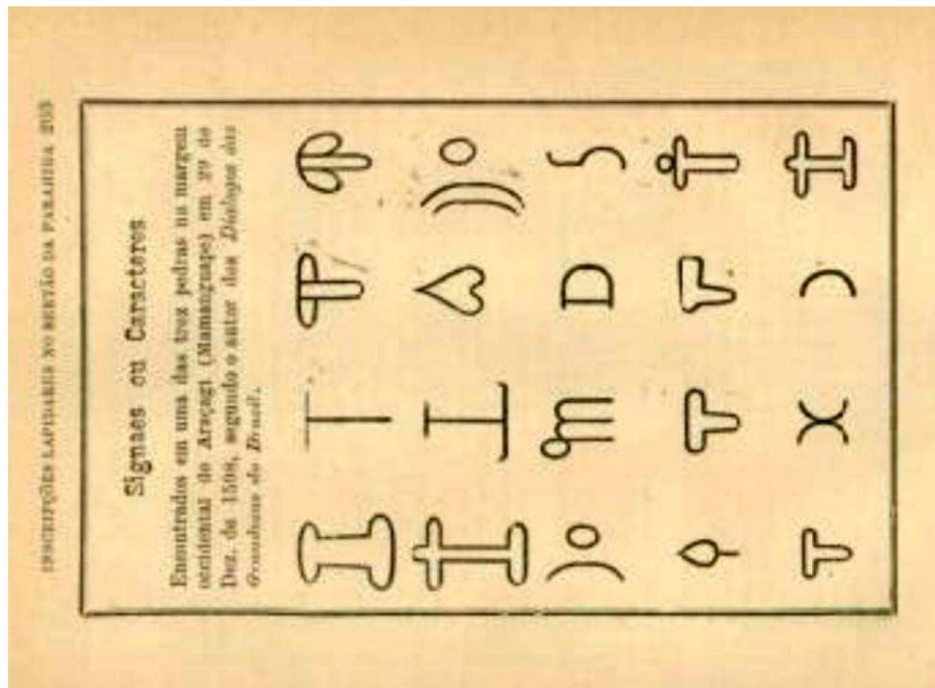 INSCRIPÇÕES LAPIDARES NO SERTÃO DA PARAHIBA 203
Signaes ou Caracteres
Encontrados em uma das trez pedras na margem
occidental do Araçagi (Mamanguape) em 29 de
Dez. de 1598, segundo o autor dos Dialogos das
Grandezas do Brasil.